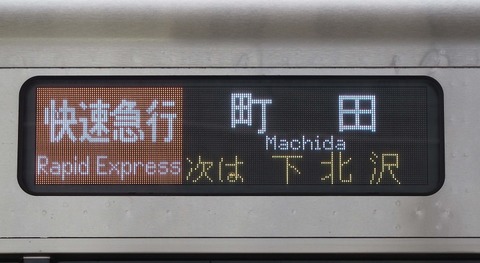 快速急行
Rapid Express
町田
Machida
次は 下北沢